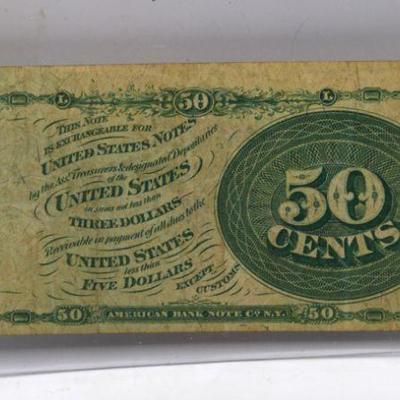 L 50 L
THIS NOTE
IS EXCHANGEABLE FOR
UNITED STATES NOTES
by the Asst. Treasurers & designated Depositaries
of the
UNITED STATES
in sums not less than
THREE DOLLARS
Receivable in payment of all dues to the
UNITED STATES
less than
FIVE DOLLARS
EXCEPT
CUSTOMS
50
CENTS
50 AMERICAN BANK NOTE Co. N.Y. 50